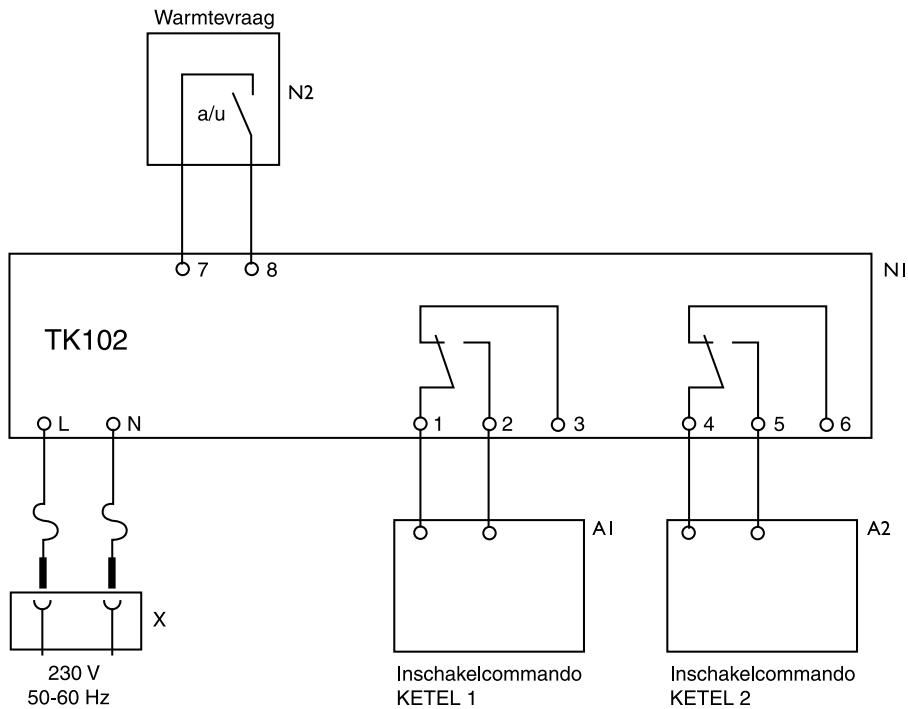 Warmtevraag
N2
a/u
7 8
N1
TK102
L N 1 2 3 4 5 6
A1
A2
X
230 V
50-60 Hz
Inschakelcommando
KETEL 1
Inschakelcommando
KETEL 2